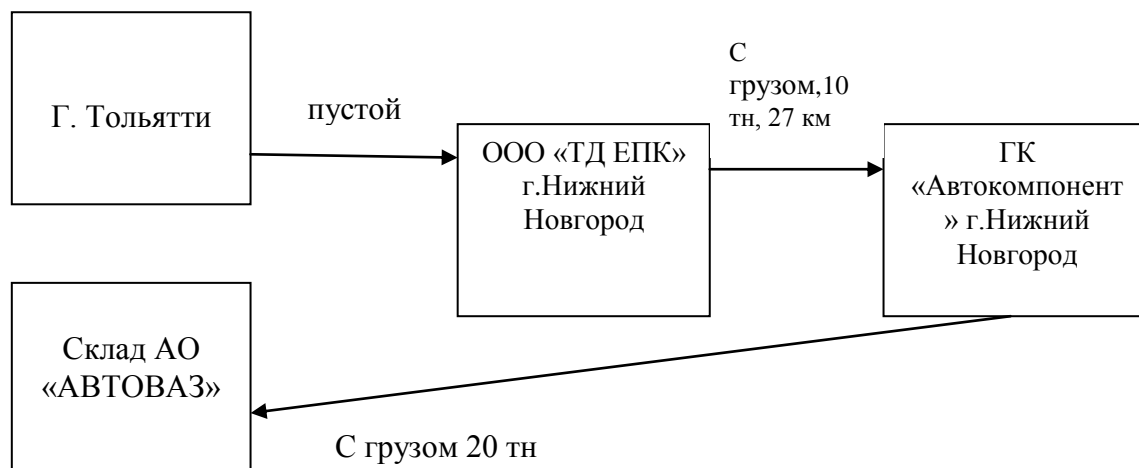 Г. Тольятти
пустой
ООО «ТД ЕПК»
г.Нижний
Новгород
С
грузом,10
тн, 27 км
ГК
«Автокомпонент
» г.Нижний
Новгород
Склад АО
«АВТОВАЗ»
С грузом 20 тн